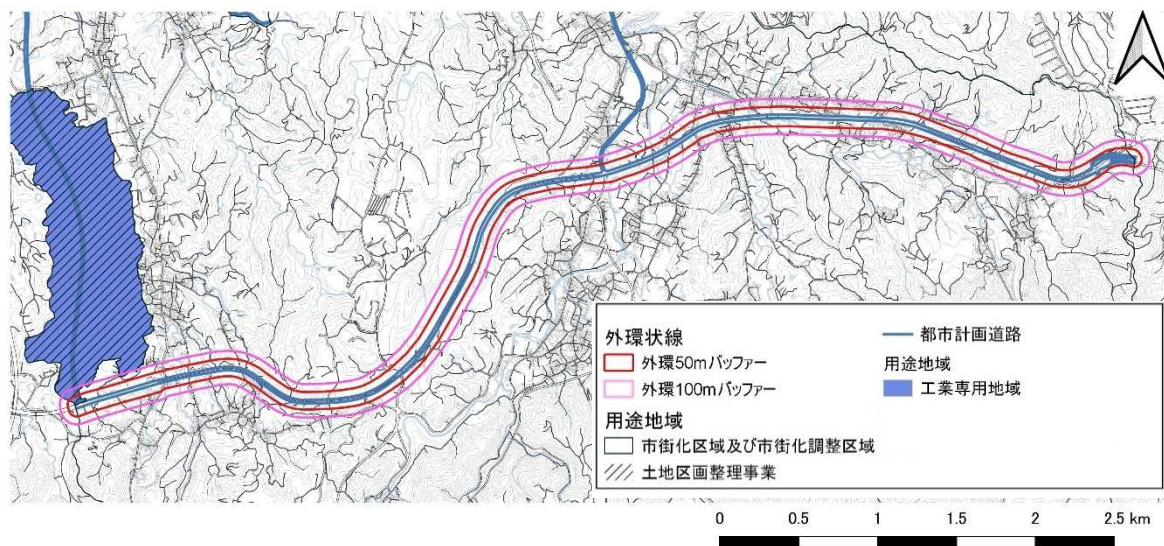 外環状線
外環50mバッファー
外環100mバッファー
用途地域
市街化区域及び市街化調整区域
土地区画整理事業
都市計画道路
用途地域
工業専用地域
0 0.5 1 1.5 2 2.5 km